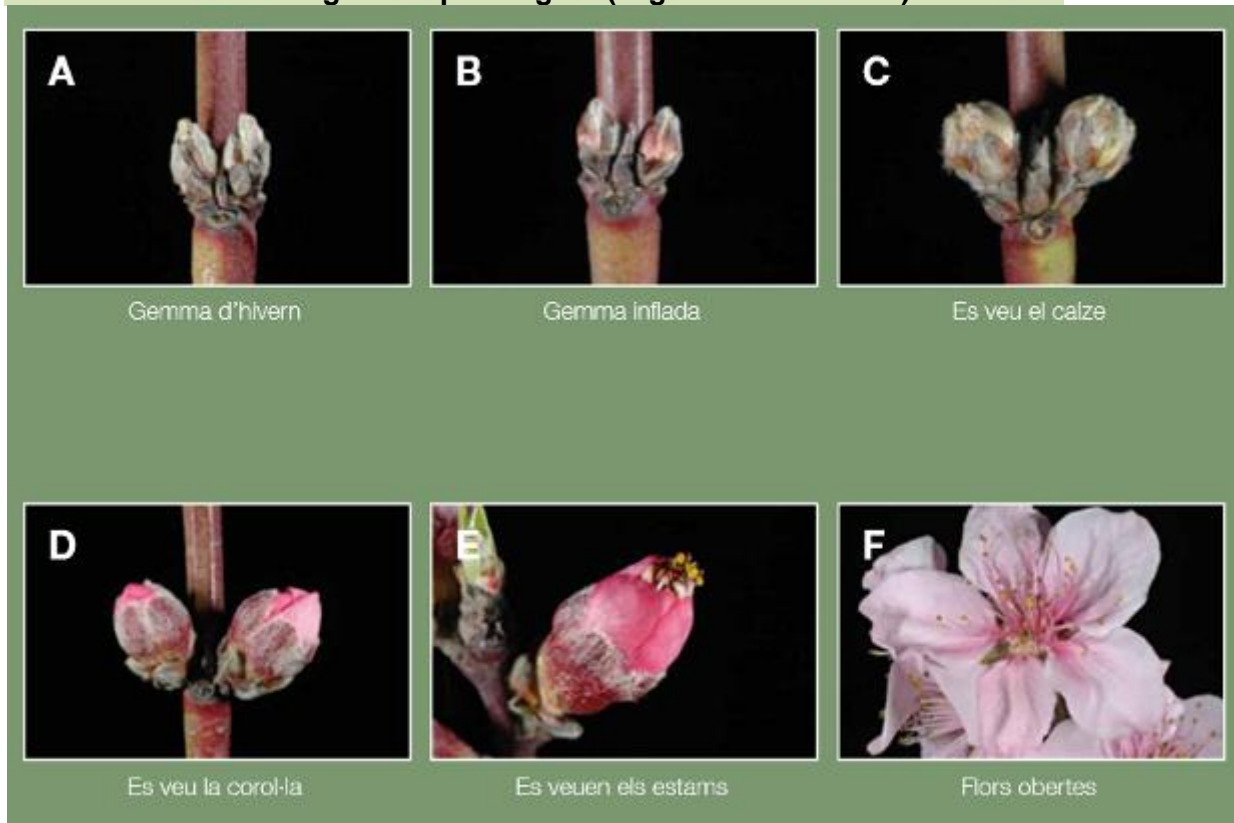 A
B
C
Gemma d'hivern
Gemma inflada
Es veu el calze
D
E
F
Es veu la corol·la
Es veuen els estams
Flors obertes